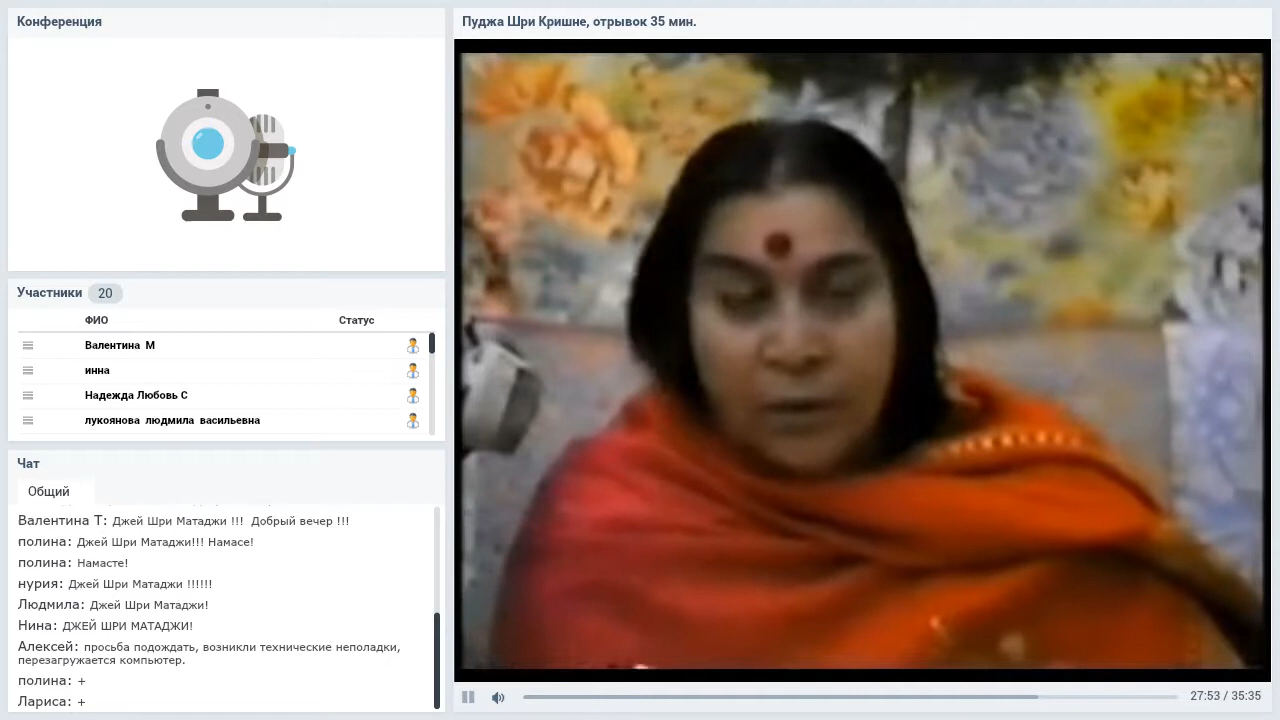 Конференция
Пуджа Шри Кришне, отрывок 35 мин.
Участники 20
ФИО Статус
Валентина М
инна
Надежда Любовь С
лукоянова людмила васильевна
Чат
Общий
Валентина Т: Джей Шри Матаджи !!! Добрый вечер !!!
полина: Джей Шри Матаджи!!! Намасе!
полина: Намасте!
нурия: Джей Шри Матаджи !!!!!!
Людмила: Джей Шри Матаджи!
Нина: ДЖЕЙ ШРИ МАТАДЖИ!
Алексей: просьба подождать, возникли технические неполадки,
перезагружается компьютер.
полина: +
Лариса: +
27:53 / 35:35